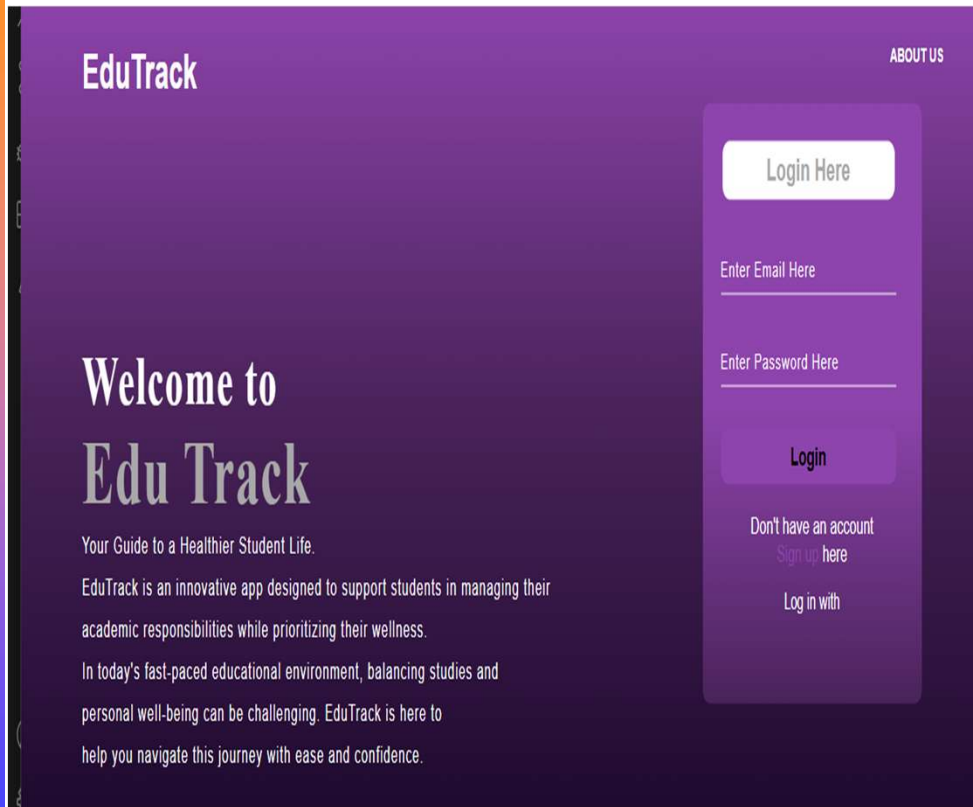 EduTrack
ABOUT US
Login Here
Enter Email Here
Enter Password Here
Login
Don't have an account
Sign up here
Log in with
Welcome to
Edu Track
Your Guide to a Healthier Student Life.
EduTrack is an innovative app designed to support students in managing their
academic responsibilities while prioritizing their wellness.
In today's fast-paced educational environment, balancing studies and
personal well-being can be challenging. EduTrack is here to
help you navigate this journey with ease and confidence.